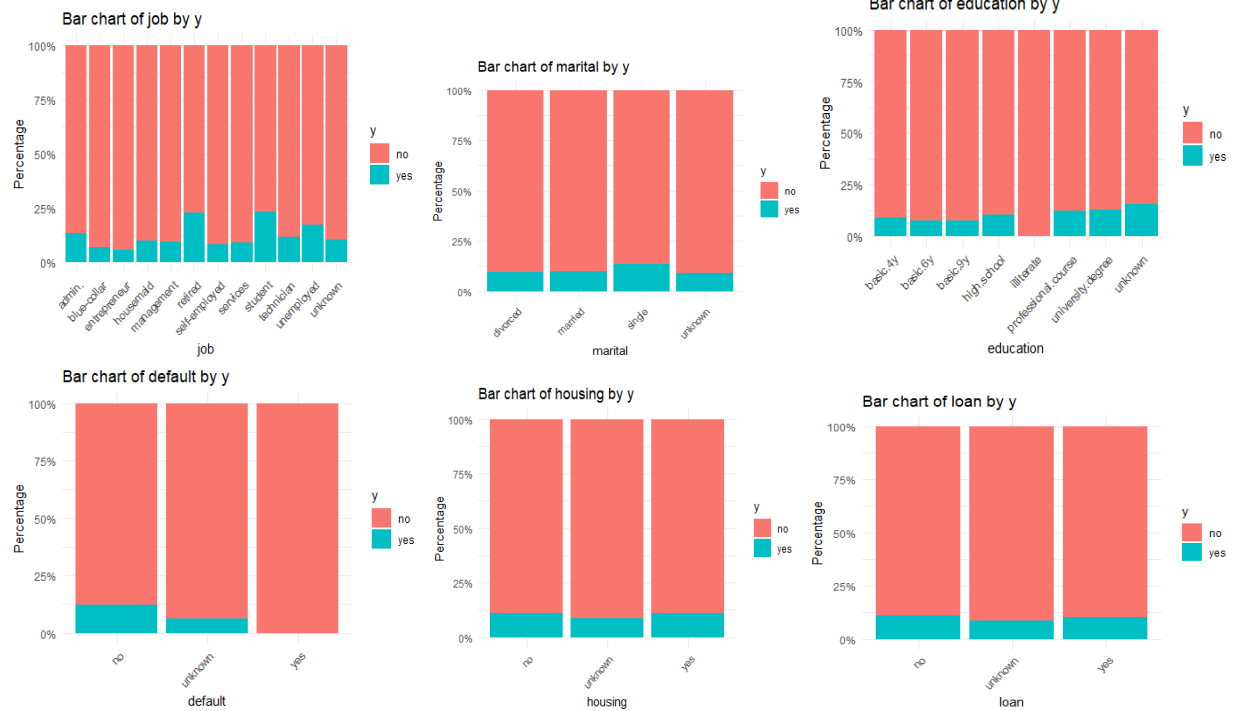 Bar chart of job by y
Percentage
100%
75%
50%
25%
0%
admin.
blue-collar
entrepreneur
housemaid
management
retired
self-employed
services
student
technician
unemployed
unknown
job
y
no
yes
Bar chart of marital by y
Percentage
100%
75%
50%
25%
0%
divorced
married
single
unknown
marital
y
no
yes
Bar chart of education by y
Percentage
100%
75%
50%
25%
0%
basic.4y
basic.6y
basic.9y
high.school
illiterate
professional.course
university.degree
unknown
education
y
no
yes
Bar chart of default by y
Percentage
100%
75%
50%
25%
0%
no
unknown
yes
default
y
no
yes
Bar chart of housing by y
Percentage
100%
75%
50%
25%
0%
no
unknown
yes
housing
y
no
yes
Bar chart of loan by y
Percentage
100%
75%
50%
25%
0%
no
unknown
yes
loan
y
no
yes